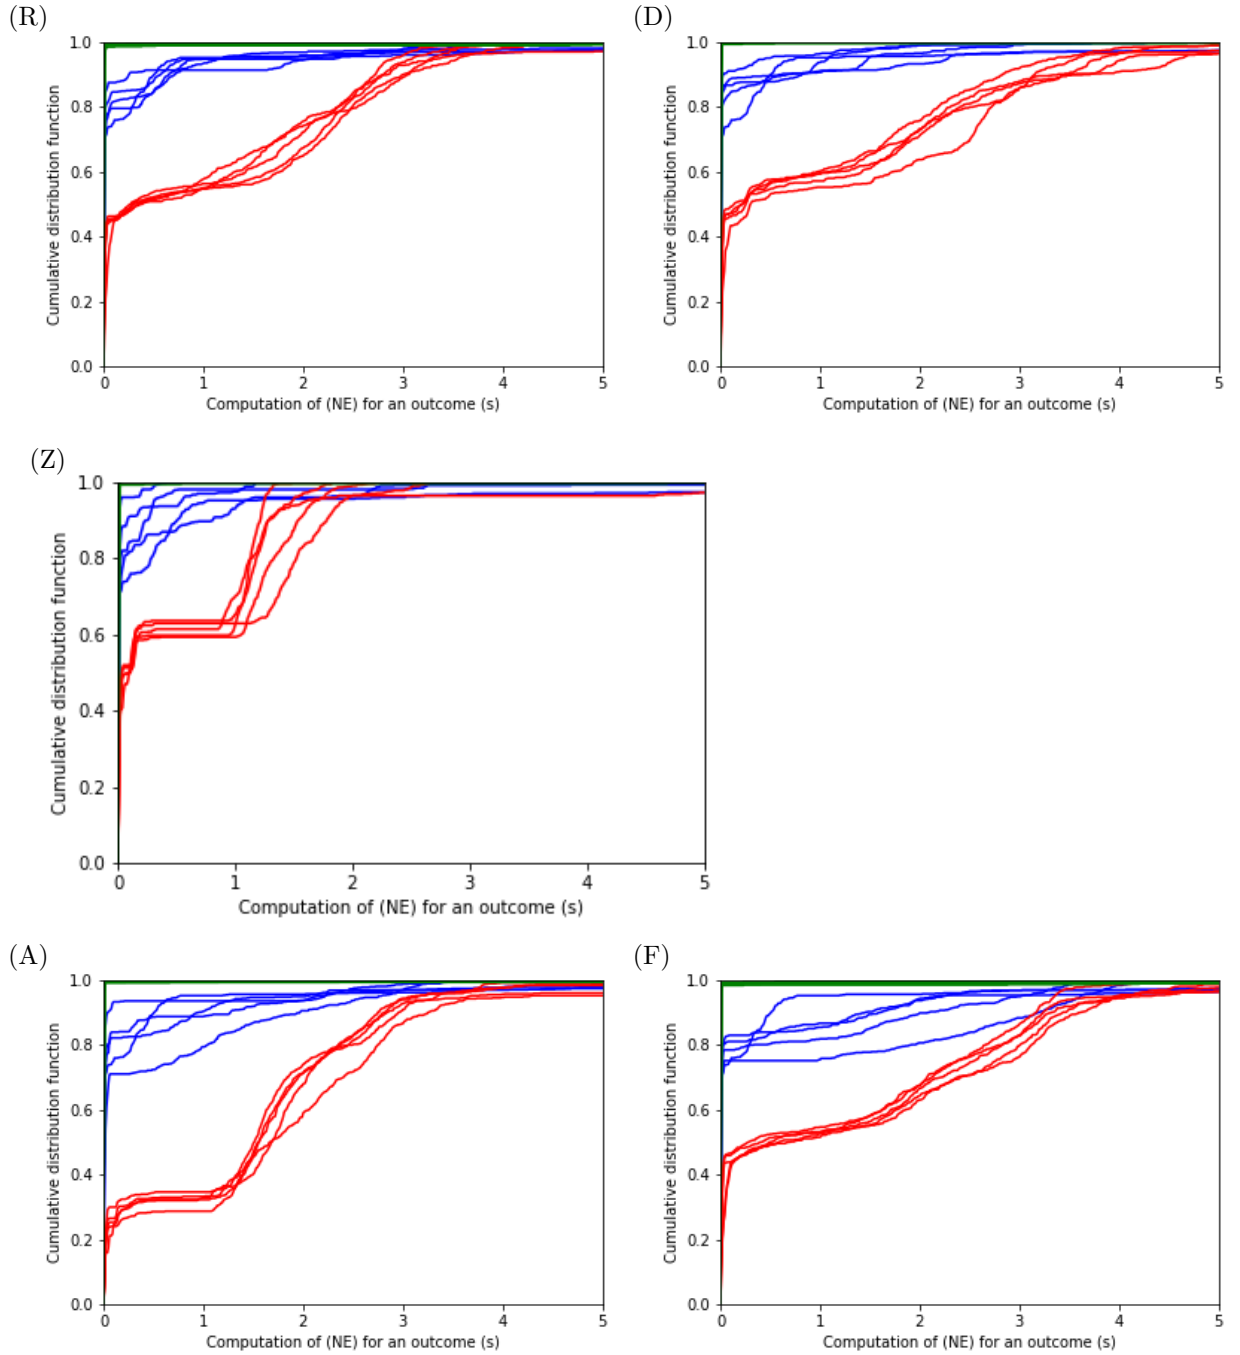 (R)
1.0
0.8
0.6
0.4
0.2
0.0
Cumulative distribution function
0 1 2 3 4 5
Computation of (NE) for an outcome (s)
(D)
1.0
0.8
0.6
0.4
0.2
0.0
Cumulative distribution function
0 1 2 3 4 5
Computation of (NE) for an outcome (s)
(Z)
1.0
0.8
0.6
0.4
0.2
0.0
Cumulative distribution function
0 1 2 3 4 5
Computation of (NE) for an outcome (s)
(A)
1.0
0.8
0.6
0.4
0.2
0.0
Cumulative distribution function
0 1 2 3 4 5
Computation of (NE) for an outcome (s)
(F)
1.0
0.8
0.6
0.4
0.2
0.0
Cumulative distribution function
0 1 2 3 4 5
Computation of (NE) for an outcome (s)